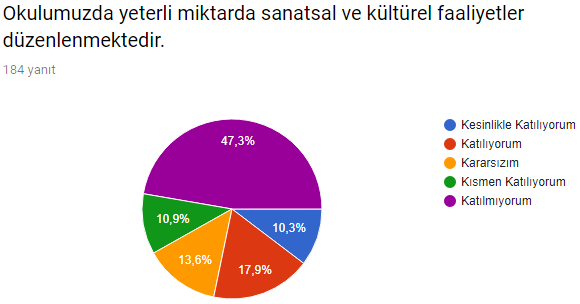 Okulumuzda yeterli miktarda sanatsal ve kültürel faaliyetler
düzenlenmektedir.
184 yanıt
47,3%
10,9%
10,3%
13,6%
17,9%
Kesinlikle Katılıyorum
Katılıyorum
Kararsızım
Kısmen Katılıyorum
Katılmıyorum